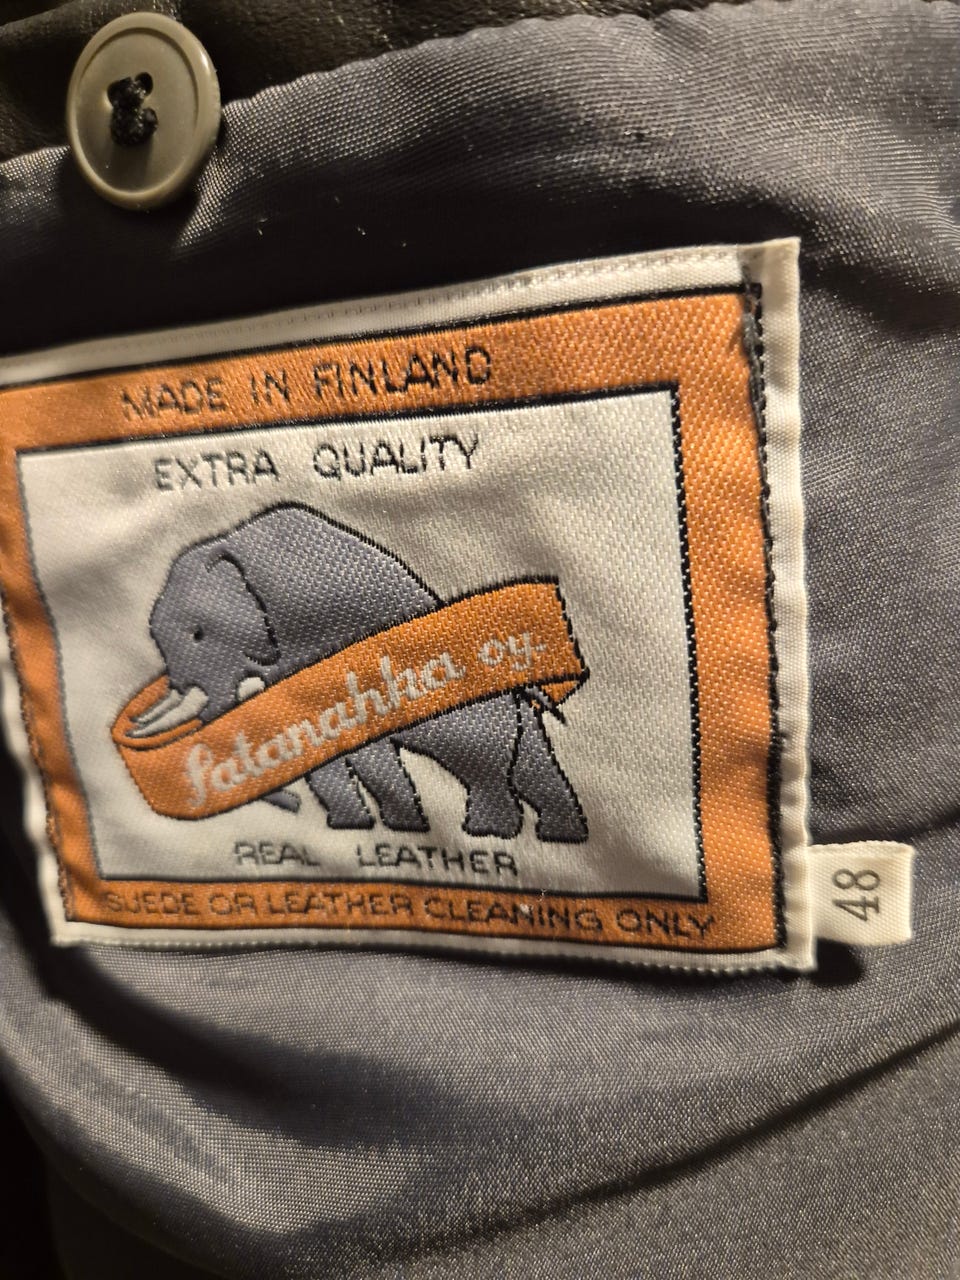 MADE IN FINLAND
EXTRA QUALITY
Satanahka oy.
REAL LEATHER
SUEDE OR LEATHER CLEANING ONLY
48